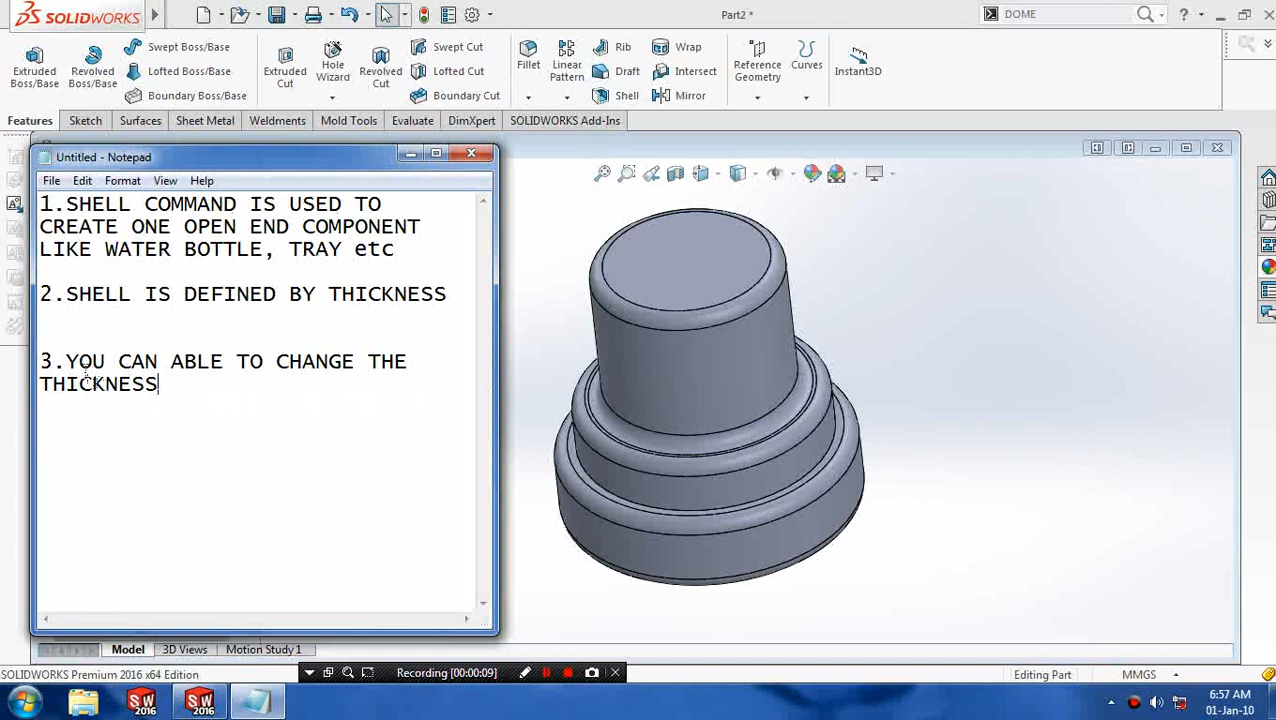 SOLIDWORKS
Part2 *
DOME
?
Extruded Boss/Base
Revolved Boss/Base
Swept Boss/Base
Lofted Boss/Base
Boundary Boss/Base
Extruded Cut
Hole Wizard
Revolved Cut
Swept Cut
Lofted Cut
Boundary Cut
Fillet
Linear Pattern
Rib
Draft
Shell
Wrap
Intersect
Mirror
Reference Geometry
Curves
Instant3D
Features
Sketch
Surfaces
Sheet Metal
Weldments
Mold Tools
Evaluate
DimXpert
SOLIDWORKS Add-Ins
Untitled - Notepad
File Edit Format View Help
1.SHELL COMMAND IS USED TO
CREATE ONE OPEN END COMPONENT
LIKE WATER BOTTLE, TRAY etc
2.SHELL IS DEFINED BY THICKNESS
3.YOU CAN ABLE TO CHANGE THE
THICKNESS
Model
3D Views
Motion Study 1
SOLIDWORKS Premium 2016 x64 Edition
Recording [00:00:09]
Editing Part
MMGS
SW 2016
SW 2016
6:57 AM
01-Jan-10